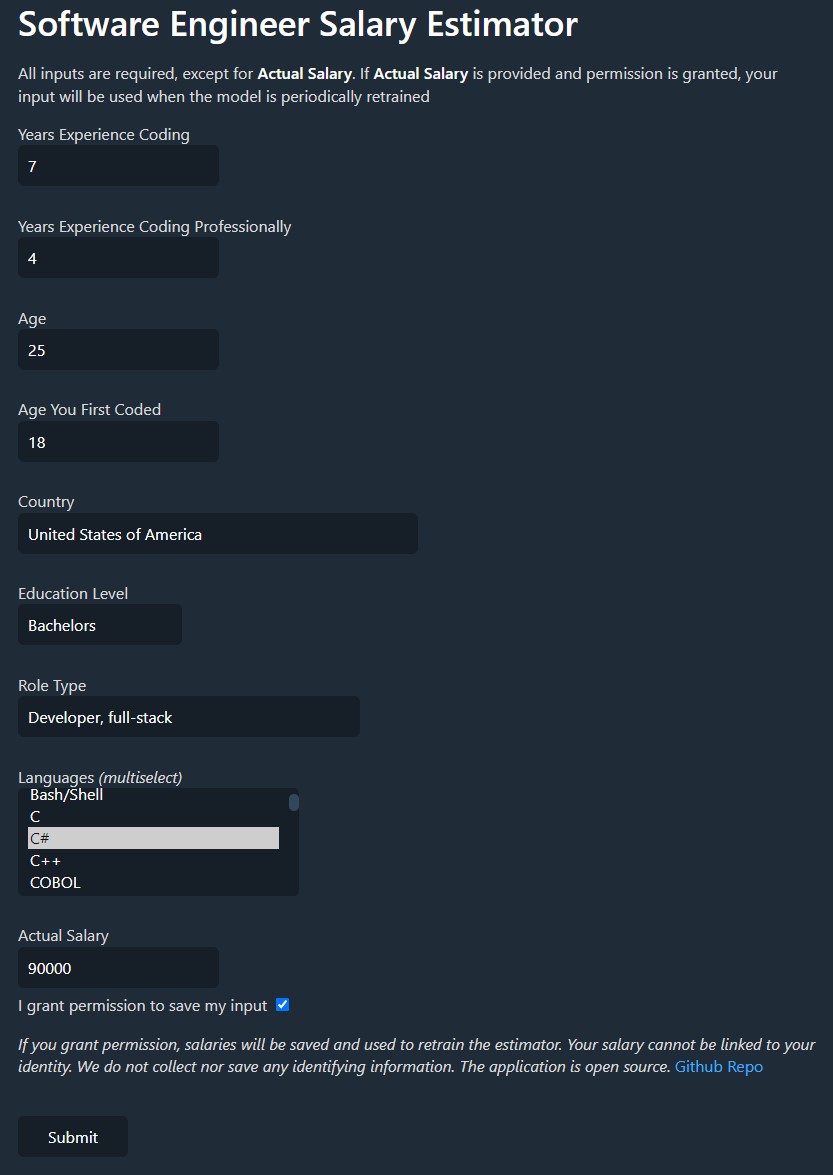 Software Engineer Salary Estimator
All inputs are required, except for Actual Salary. If Actual Salary is provided and permission is granted, your
input will be used when the model is periodically retrained
Years Experience Coding
7
Years Experience Coding Professionally
4
Age
25
Age You First Coded
18
Country
United States of America
Education Level
Bachelors
Role Type
Developer, full-stack
Languages (multiselect)
Bash/Shell
C
C#
C++
COBOL
Actual Salary
90000
I grant permission to save my input
If you grant permission, salaries will be saved and used to retrain the estimator. Your salary cannot be linked to your
identity. We do not collect nor save any identifying information. The application is open source. Github Repo
Submit